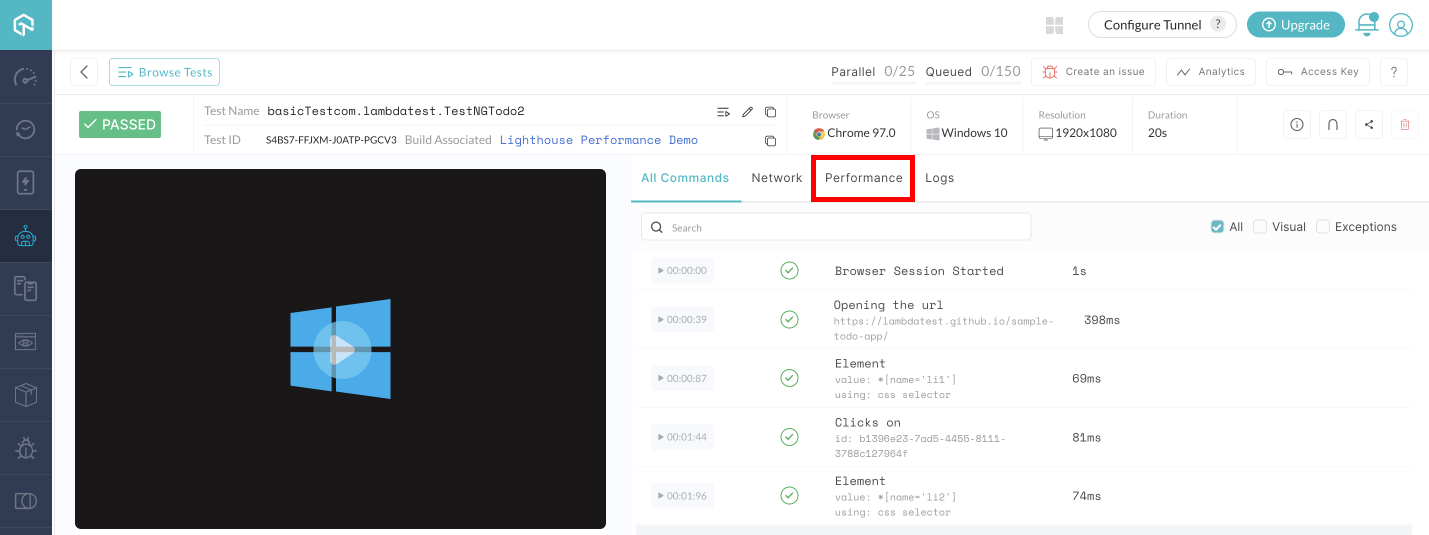 Configure Tunnel ?
Upgrade
Browse Tests
Parallel 0/25 Queued 0/150
Create an issue
Analytics
Access Key
?
PASSED
Test Name basicTestcom.lambdatest.TestNGTodo2
Test ID S4BS7-FFJXM-J0ATP-PGCV3 Build Associated Lighthouse Performance Demo
Browser
Chrome 97.0
OS
Windows 10
Resolution
1920x1080
Duration
20s
All Commands Network Performance Logs
Search
All Visual Exceptions
00:00:00 Browser Session Started 1s
00:00:39 Opening the url 398ms
https://lambdatest.github.io/sample-
todo-app/
00:00:87 Element 69ms
value: *[name='li1']
using: css selector
00:01:44 Clicks on 81ms
id: b1396e23-7ad5-4455-8111-
3788c127964f
00:01:96 Element 74ms
value: *[name='li2']
using: css selector